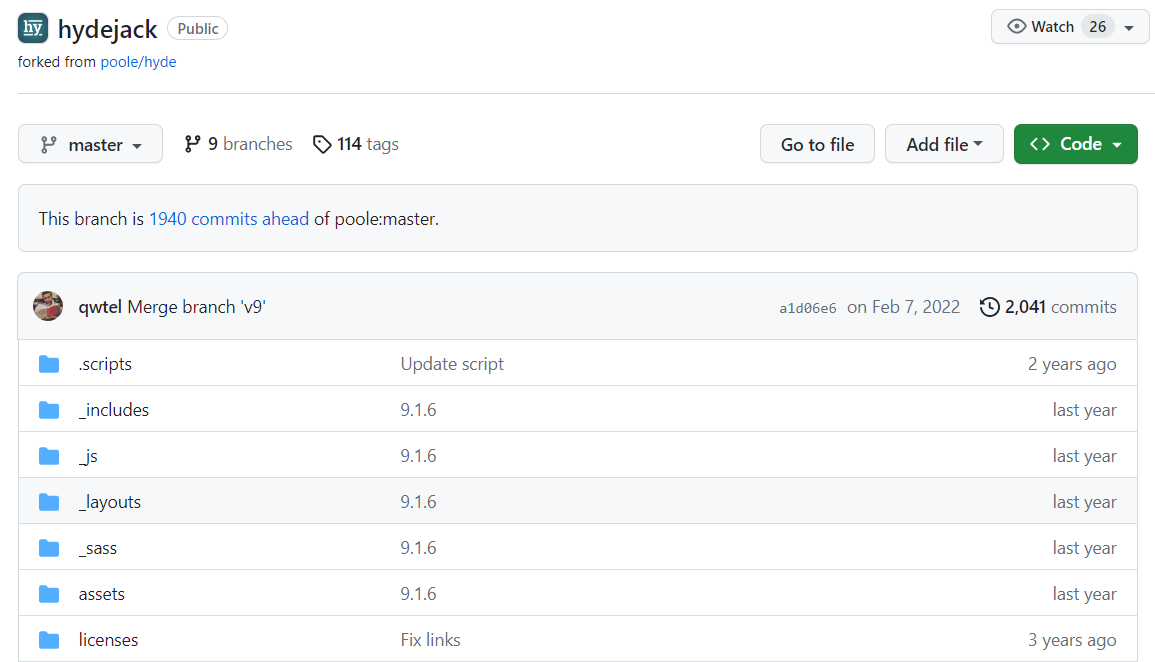 hy hydejack Public Watch 26
forked from poole/hyde
master 9 branches 114 tags Go to file Add file Code
This branch is 1940 commits ahead of poole:master.
qwtel Merge branch 'v9' a1d06e6 on Feb 7, 2022 2,041 commits
.scripts Update script 2 years ago
_includes 9.1.6 last year
_js 9.1.6 last year
_layouts 9.1.6 last year
_sass 9.1.6 last year
assets 9.1.6 last year
licenses Fix links 3 years ago